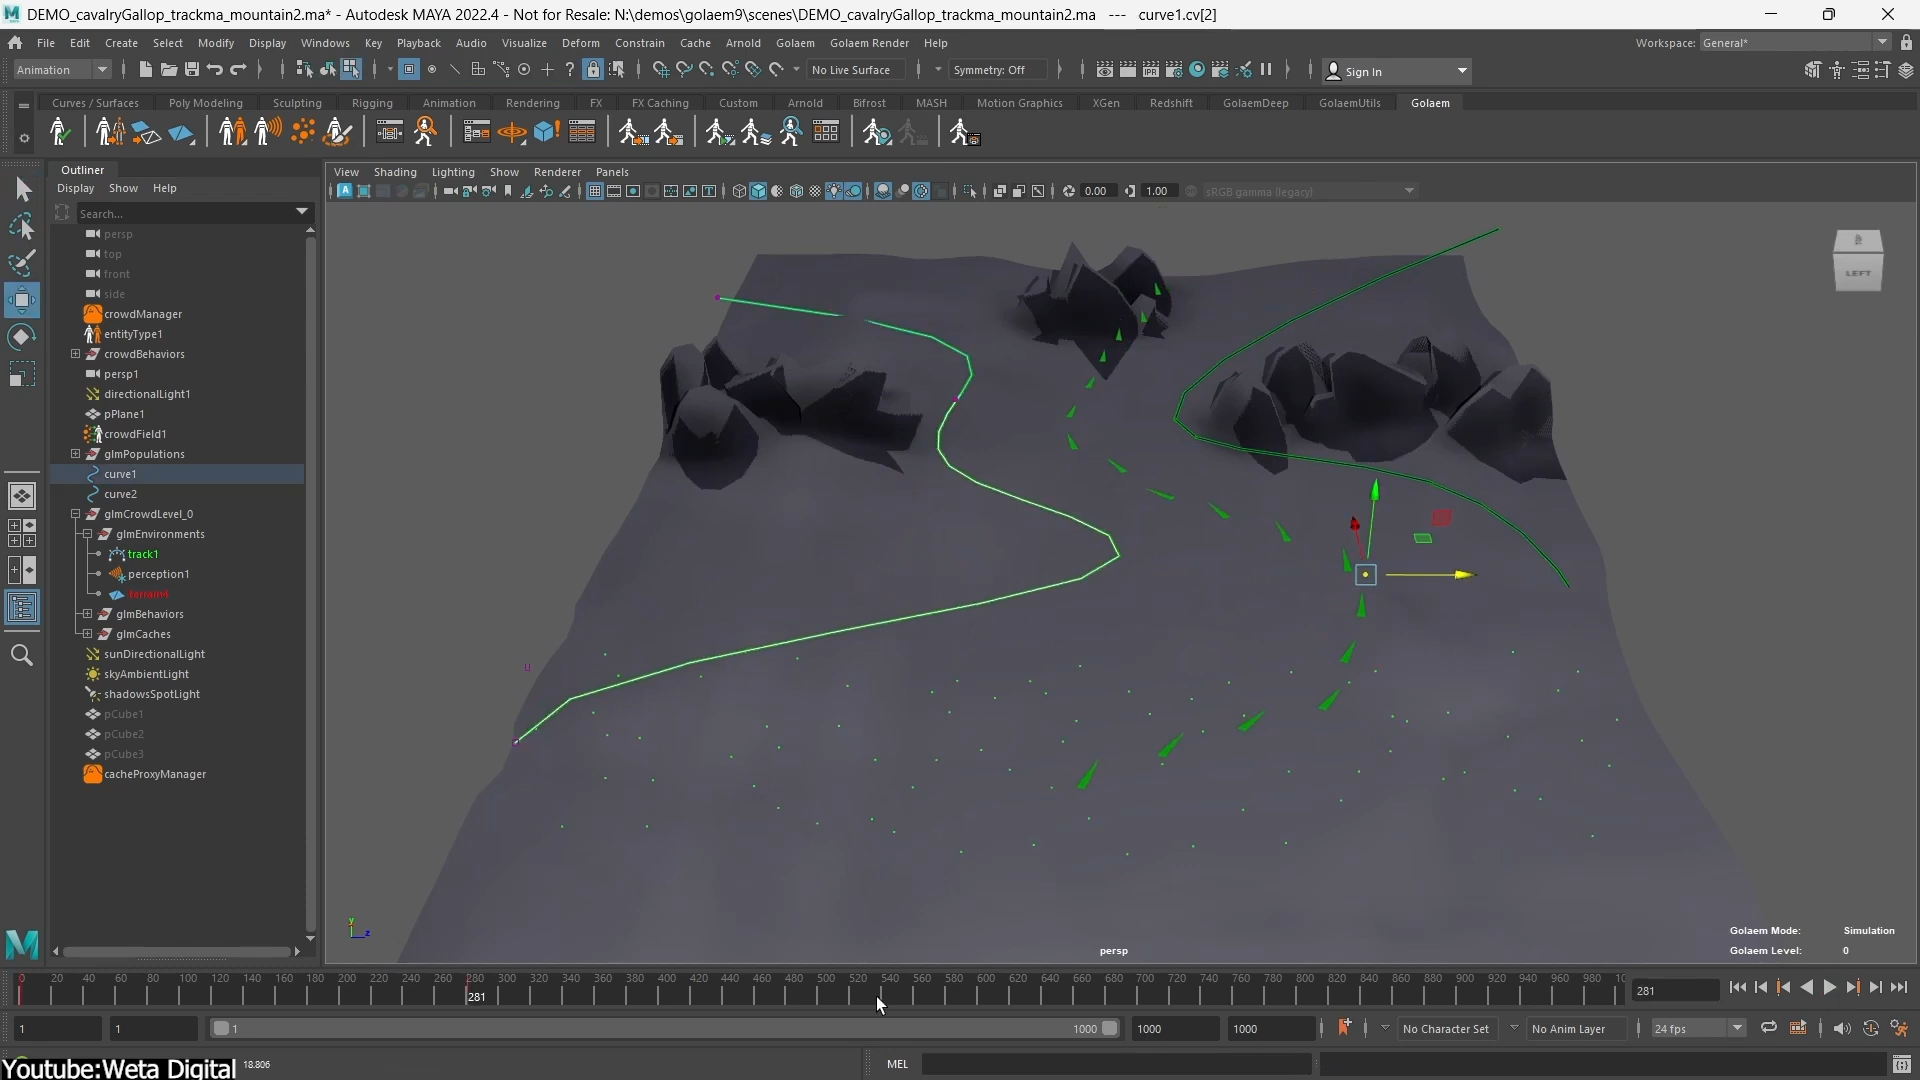 DEMO_cavalryGallop_trackma_mountain2.ma* - Autodesk MAYA 2022.4 - Not for Resale: N:\demos\golaem9\scenes\DEMO_cavalryGallop_trackma_mountain2.ma --- curve1.cv[2]
File Edit Create Select Modify Display Windows Key Playback Audio Visualize Deform Constrain Cache Arnold Golaem Golaem Render Help Workspace: General*
Animation No Live Surface Symmetry: Off Sign In
Curves / Surfaces Poly Modeling Sculpting Rigging Animation Rendering FX FX Caching Custom Arnold Bifrost MASH Motion Graphics XGen Redshift GolaemDeep GolaemUtils Golaem
Outliner
Display Show Help
Search...
persp
top
front
side
crowdManager
entityType1
crowdBehaviors
persp1
directionalLight1
pPlane1
crowdField1
glmPopulations
curve1
curve2
glmCrowdLevel_0
glmEnvironments
track1
perception1
terrain1
glmBehaviors
glmCaches
sunDirectionalLight
skyAmbientLight
shadowsSpotLight
pCube1
pCube2
pCube3
cacheProxyManager
View Shading Lighting Show Renderer Panels
0.00 1.00 sRGB gamma (legacy)
LEFT
U
y
z
persp
Golaem Mode: Simulation
Golaem Level: 0
0 20 40 60 80 100 120 140 160 180 200 220 240 260 280 300 320 340 360 380 400 420 440 460 480 500 520 540 560 580 600 620 640 660 680 700 720 740 760 780 800 820 840 860 880 900 920 940 960 980 10
281
281
1 1 1 1000 1000 1000 No Character Set No Anim Layer 24 fps
Youtube:Weta Digital 18.806 MEL